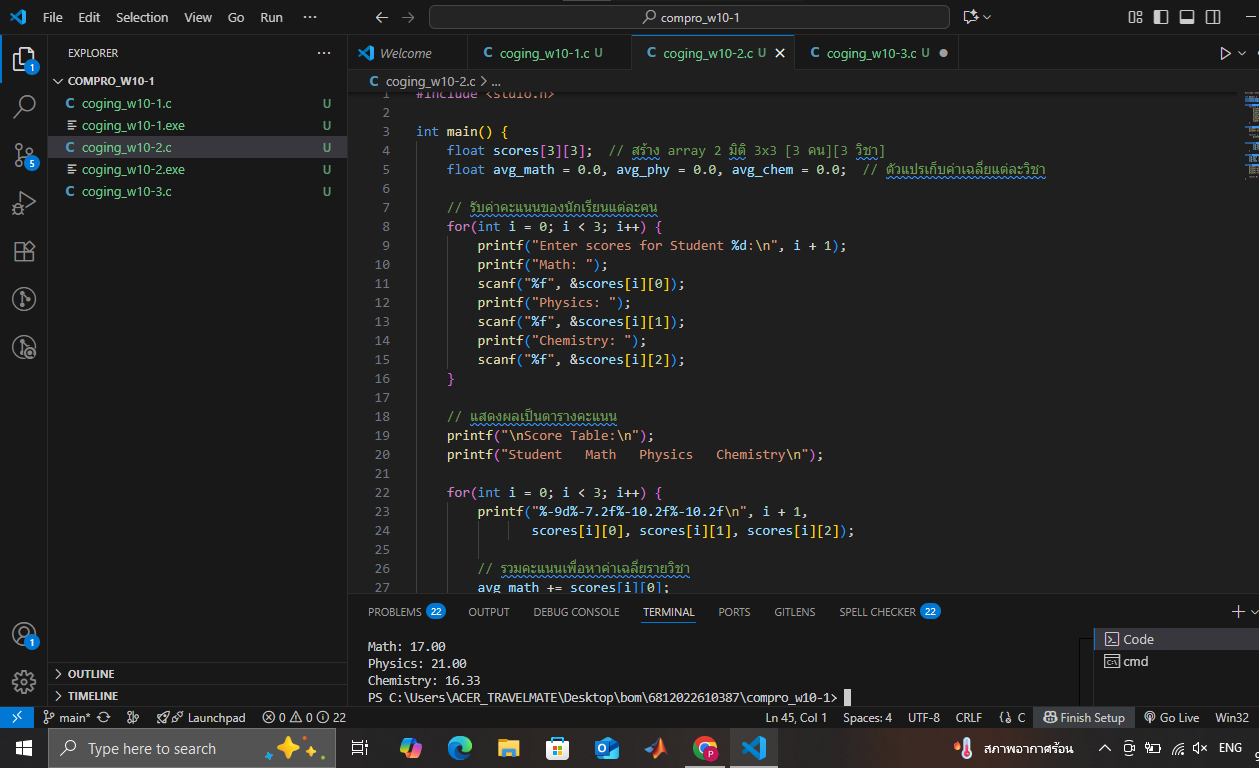 File Edit Selection View Go Run ···
compro_w10-1
EXPLORER ···
COMPRO_W10-1
C coging_w10-1.c U
coging_w10-1.exe U
C coging_w10-2.c U
coging_w10-2.exe U
C coging_w10-3.c U
OUTLINE
TIMELINE
1
5
1
Welcome
C coging_w10-1.c U
C coging_w10-2.c U
C coging_w10-3.c U
C coging_w10-2.c > ...
1 #include <stdio.h>
2
3 int main() {
4 float scores[3][3]; // สร้าง array 2 มิติ 3x3 [3 คน][3 วิชา]
5 float avg_math = 0.0, avg_phy = 0.0, avg_chem = 0.0; // ตัวแปรเก็บค่าเฉลี่ยแต่ละวิชา
6
7 // รับค่าคะแนนของนักเรียนแต่ละคน
8 for(int i = 0; i < 3; i++) {
9 printf("Enter scores for Student %d:\n", i + 1);
10 printf("Math: ");
11 scanf("%f", &scores[i][0]);
12 printf("Physics: ");
13 scanf("%f", &scores[i][1]);
14 printf("Chemistry: ");
15 scanf("%f", &scores[i][2]);
16 }
17
18 // แสดงผลเป็นตารางคะแนน
19 printf("\nScore Table:\n");
20 printf("Student   Math   Physics   Chemistry\n");
21
22 for(int i = 0; i < 3; i++) {
23 printf("%-9d%-7.2f%-10.2f%-10.2f\n", i + 1,
24 scores[i][0], scores[i][1], scores[i][2]);
25
26 // รวมคะแนนเพื่อหาค่าเฉลี่ยรายวิชา
27 avg_math += scores[i][0];
PROBLEMS 22 OUTPUT DEBUG CONSOLE TERMINAL PORTS GITLENS SPELL CHECKER 22
Math: 17.00
Physics: 21.00
Chemistry: 16.33
PS C:\Users\ACER_TRAVELMATE\Desktop\bom\6812022610387\compro_w10-1>
Code
cmd
main* Launchpad 0 0 22 Ln 45, Col 1 Spaces: 4 UTF-8 CRLF C Finish Setup Go Live Win32
Type here to search
P
สภาพอากาศร้อน
ENG